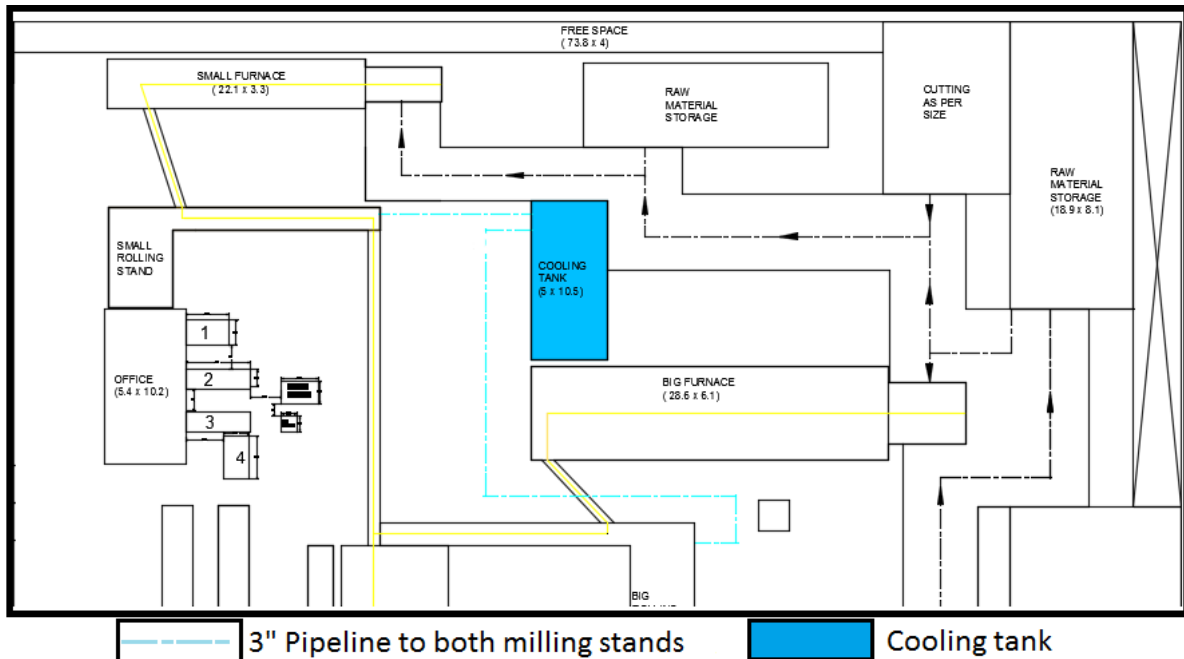 FREE SPACE
( 73.8 x 4)
SMALL FURNACE
( 22.1 x 3.3)
RAW
MATERIAL
STORAGE
CUTTING
AS PER
SIZE
RAW
MATERIAL
STORAGE
(18.9 x 8.1)
SMALL
ROLLING
STAND
COOLING
TANK
(5 x 10.5)
OFFICE
(5.4 x 10.2)
1
2
3
4
BIG FURNACE
( 28.6 x 6.1)
BIG
3" Pipeline to both milling stands
Cooling tank